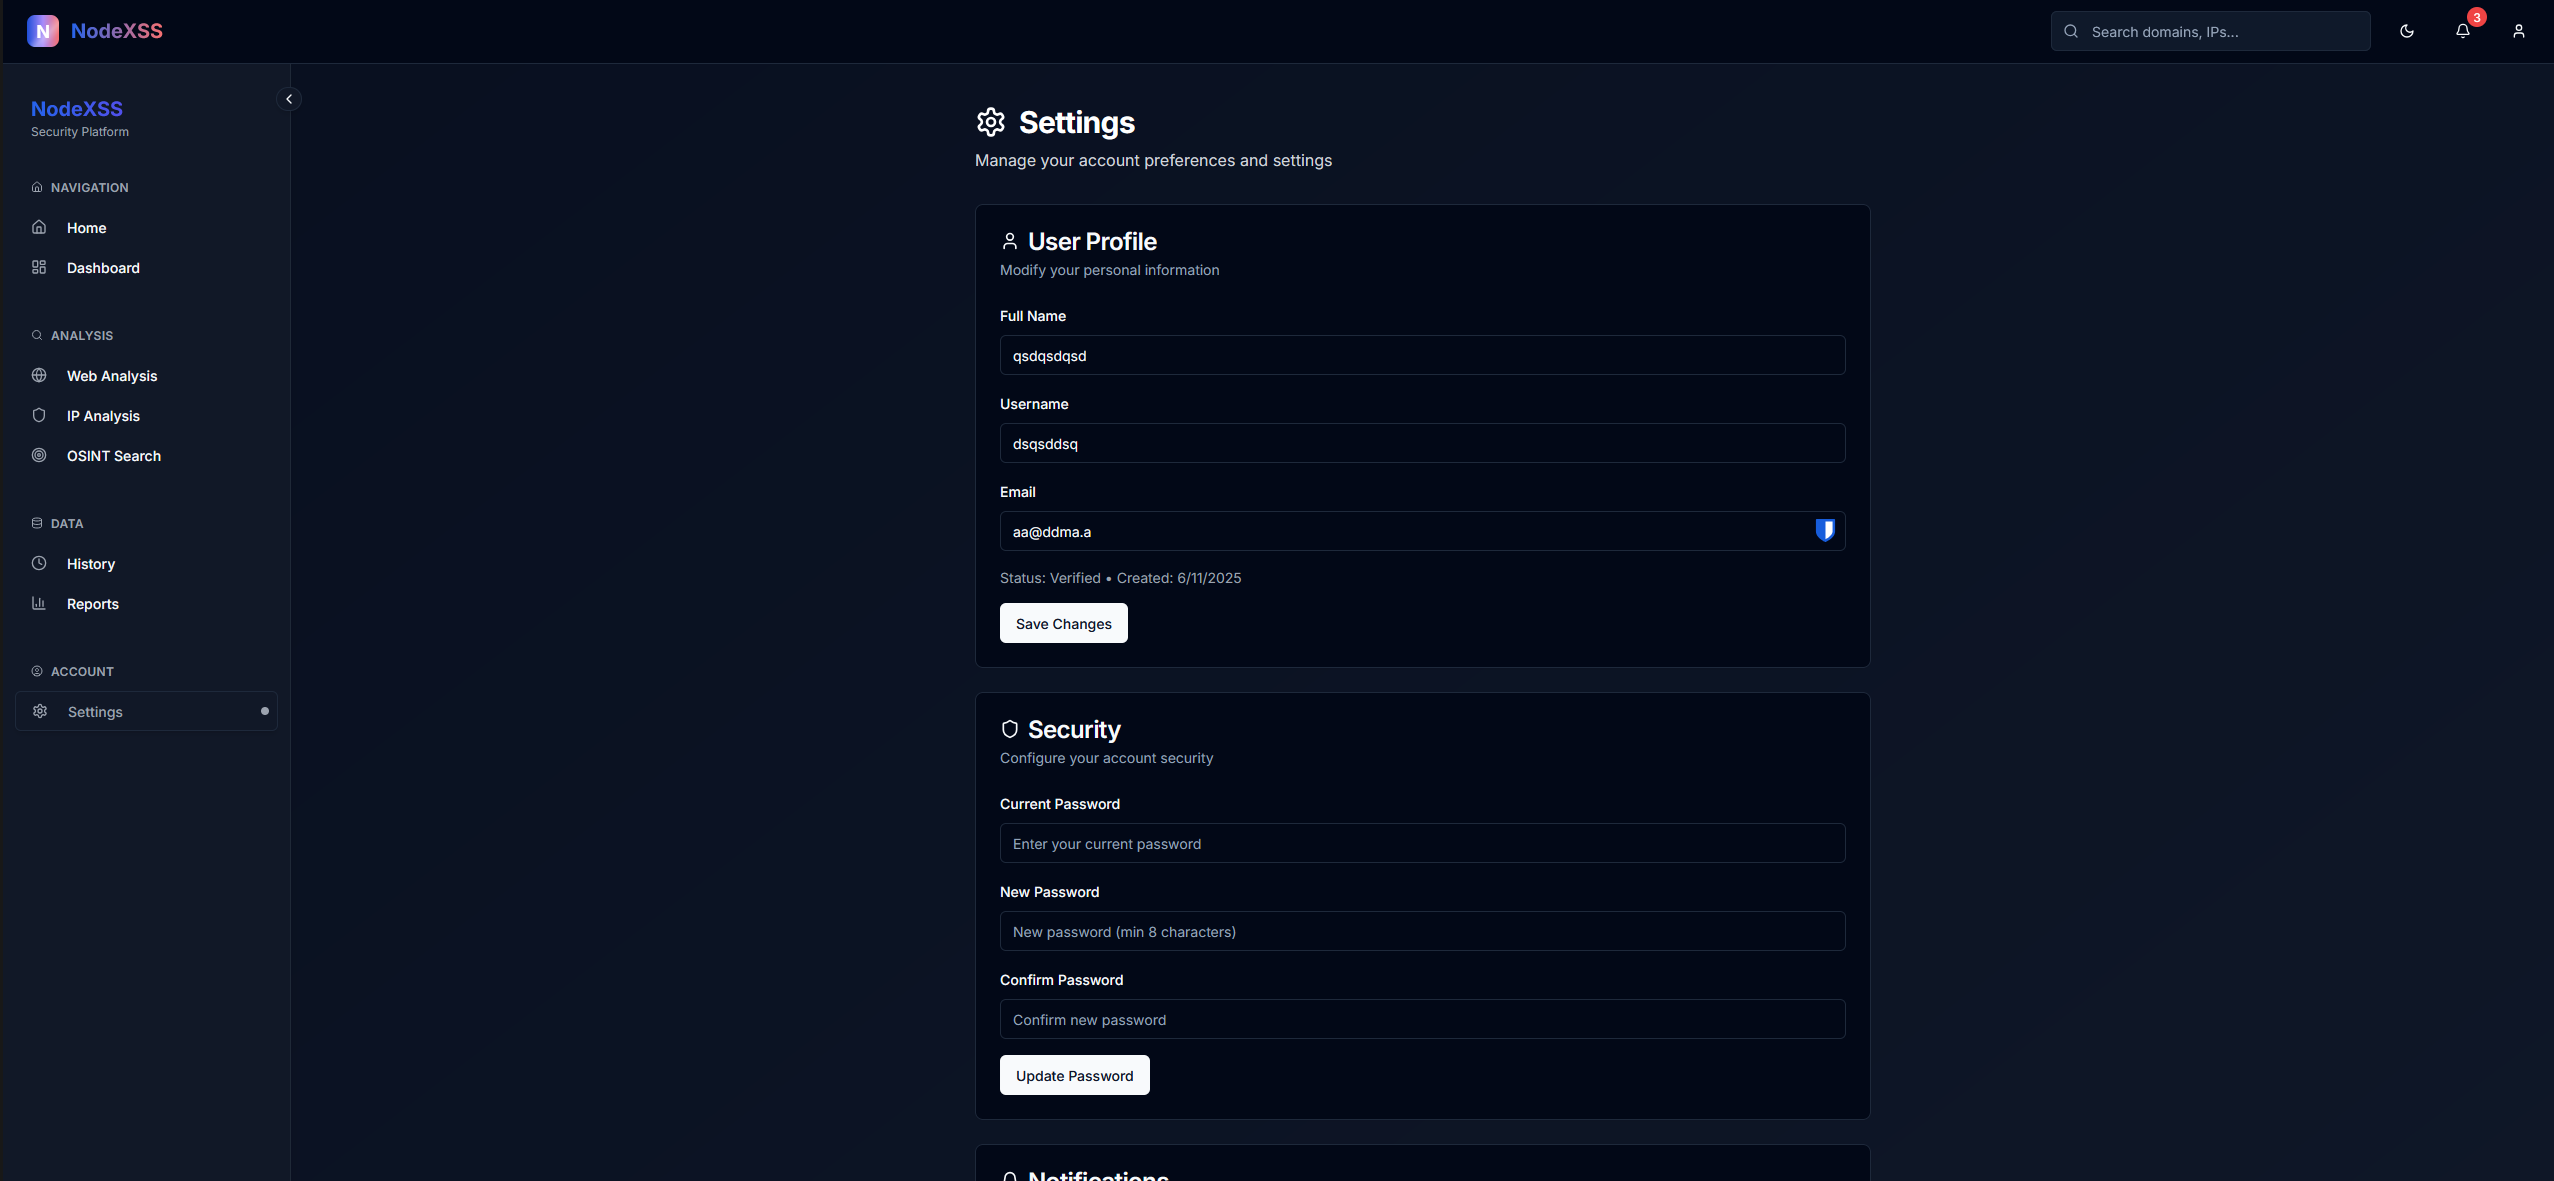 N NodeXSS
Search domains, IPs...
3
NodeXSS
Security Platform
NAVIGATION
Home
Dashboard
ANALYSIS
Web Analysis
IP Analysis
OSINT Search
DATA
History
Reports
ACCOUNT
Settings
Settings
Manage your account preferences and settings
User Profile
Modify your personal information
Full Name
qsdqsdqsd
Username
dsqsddsq
Email
aa@ddma.a
Status: Verified • Created: 6/11/2025
Save Changes
Security
Configure your account security
Current Password
Enter your current password
New Password
New password (min 8 characters)
Confirm Password
Confirm new password
Update Password
Notifications